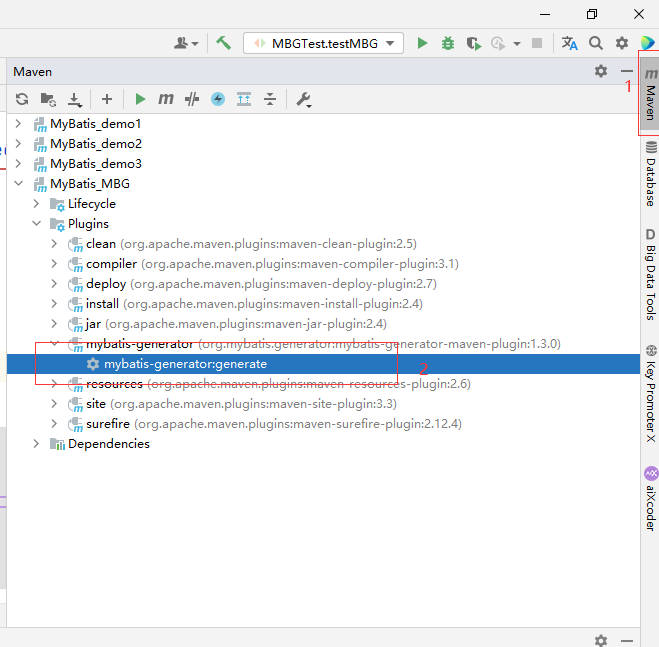 MBGTest.testMBG
Maven
1
MyBatis_demo1
MyBatis_demo2
MyBatis_demo3
MyBatis_MBG
Lifecycle
Plugins
clean (org.apache.maven.plugins:maven-clean-plugin:2.5)
compiler (org.apache.maven.plugins:maven-compiler-plugin:3.1)
deploy (org.apache.maven.plugins:maven-deploy-plugin:2.7)
install (org.apache.maven.plugins:maven-install-plugin:2.4)
jar (org.apache.maven.plugins:maven-jar-plugin:2.4)
mybatis-generator (org.mybatis.generator:mybatis-generator-maven-plugin:1.3.0)
mybatis-generator:generate
2
resources (org.apache.maven.plugins:maven-resources-plugin:2.6)
site (org.apache.maven.plugins:maven-site-plugin:3.3)
surefire (org.apache.maven.plugins:maven-surefire-plugin:2.12.4)
Dependencies
Maven
Database
Big Data Tools
Key Promoter X
aiXcoder